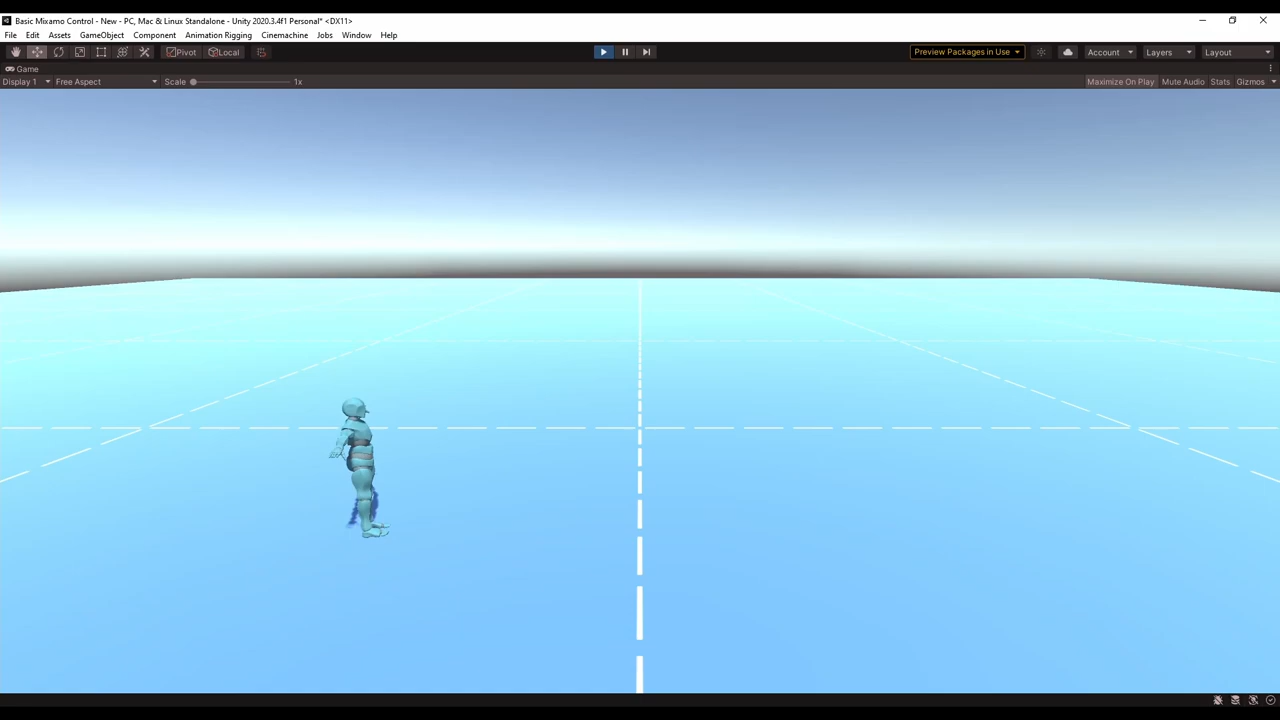 Basic Mixamo Control - New - PC, Mac & Linux Standalone - Unity 2020.3.4f1 Personal* <DX11>
File Edit Assets GameObject Component Animation Rigging Cinemachine Jobs Window Help
Pivot Local Preview Packages in Use Account Layers Layout
Game
Display 1 Free Aspect Scale 1x Maximize On Play Mute Audio Stats Gizmos